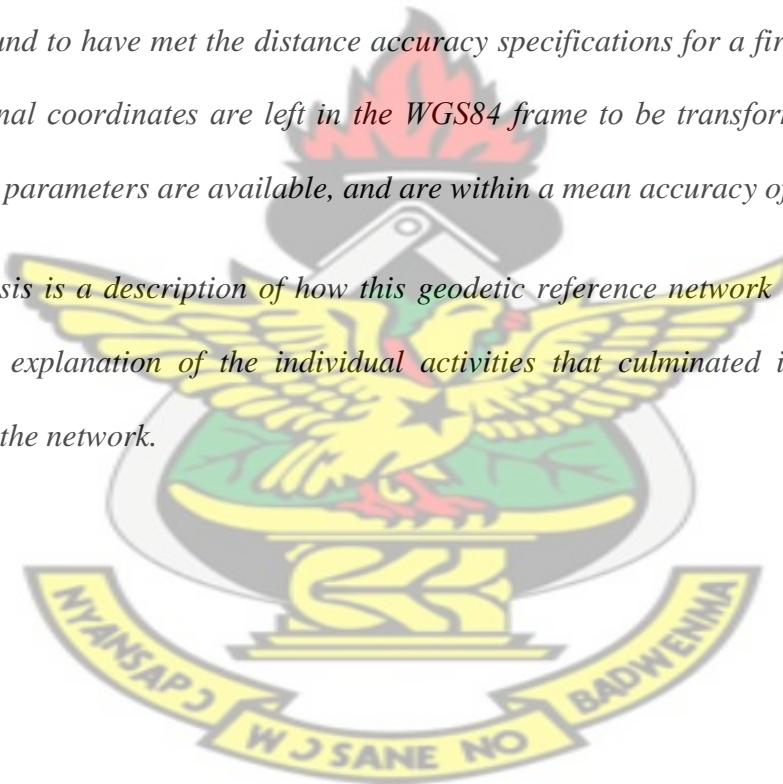 und to have met the distance accuracy specifications for a fir
nal coordinates are left in the WGS84 frame to be transfor
parameters are available, and are within a mean accuracy of
sis is a description of how this geodetic reference network
explanation of the individual activities that culminated i
the network.
NYANSAPƆ
WƆ SANE NO
BADWENMA